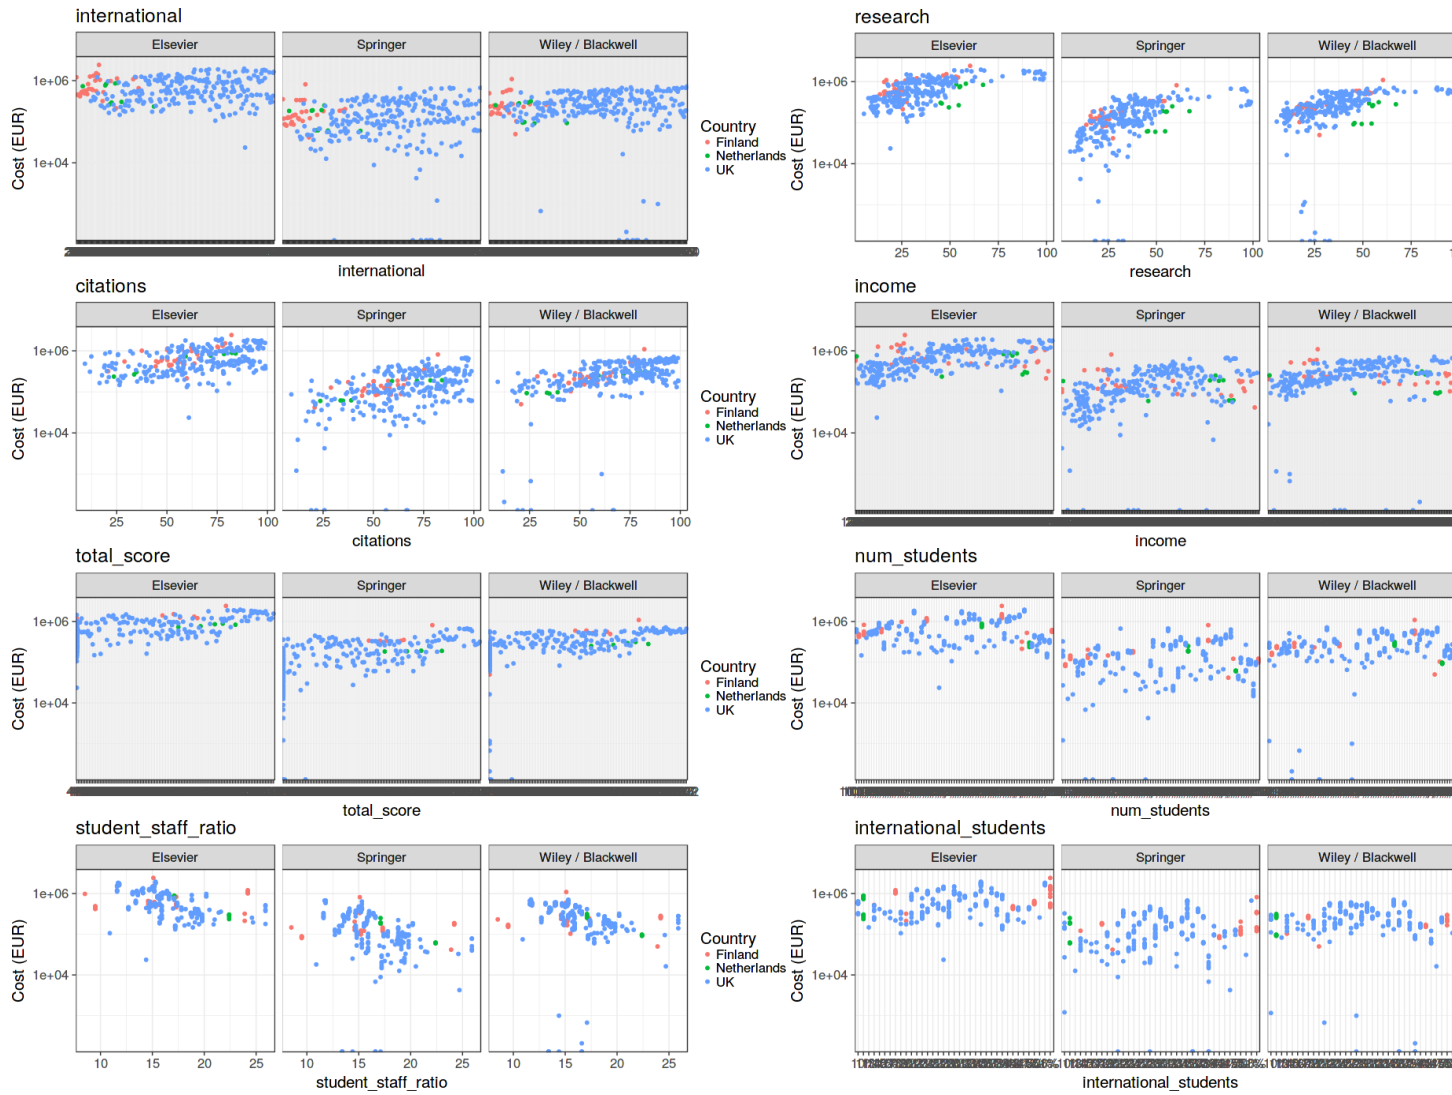 international
Elsevier
Springer
Wiley / Blackwell
1e+06
1e+04
Cost (EUR)
international
Country
Finland
Netherlands
UK
research
Elsevier
Springer
Wiley / Blackwell
1e+06
1e+04
Cost (EUR)
25 50 75 100
25 50 75 100
25 50 75
research
citations
Elsevier
Springer
Wiley / Blackwell
1e+06
1e+04
Cost (EUR)
25 50 75 100
25 50 75 100
25 50 75 100
citations
Country
Finland
Netherlands
UK
income
Elsevier
Springer
Wiley / Blackwell
1e+06
1e+04
Cost (EUR)
income
total_score
Elsevier
Springer
Wiley / Blackwell
1e+06
1e+04
Cost (EUR)
total_score
Country
Finland
Netherlands
UK
num_students
Elsevier
Springer
Wiley / Blackwell
1e+06
1e+04
Cost (EUR)
num_students
student_staff_ratio
Elsevier
Springer
Wiley / Blackwell
1e+06
1e+04
Cost (EUR)
10 15 20 25
10 15 20 25
10 15 20 25
student_staff_ratio
Country
Finland
Netherlands
UK
international_students
Elsevier
Springer
Wiley / Blackwell
1e+06
1e+04
Cost (EUR)
international_students